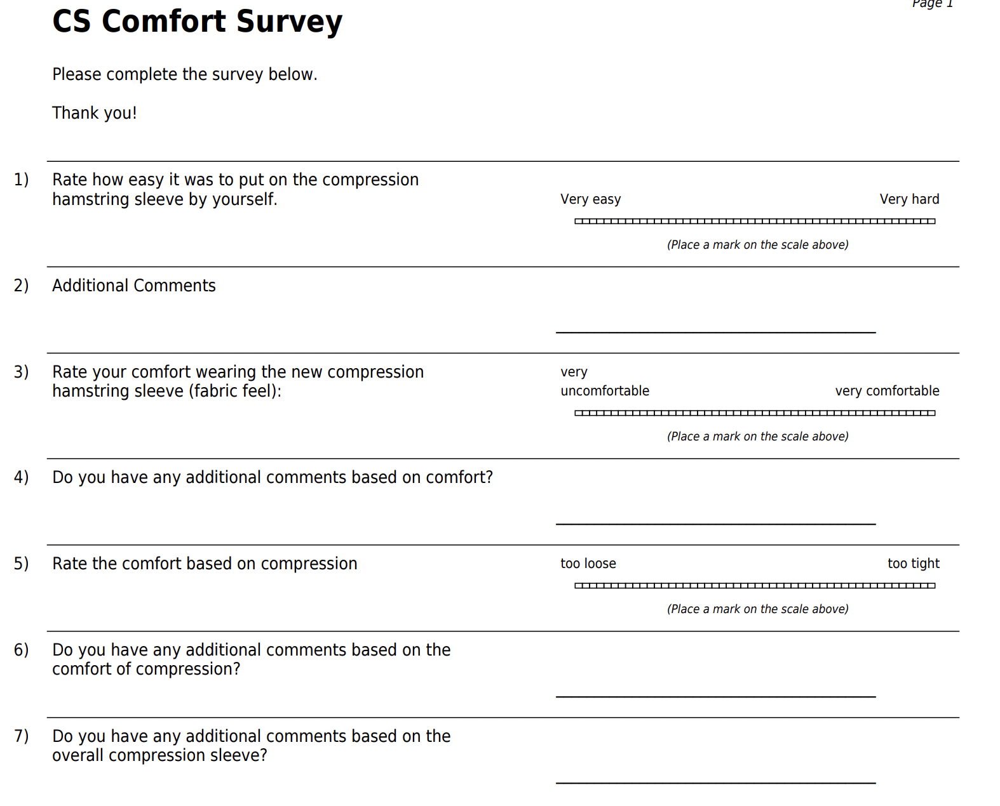 Page 1
CS Comfort Survey
Please complete the survey below.
Thank you!
1) Rate how easy it was to put on the compression
hamstring sleeve by yourself.
Very easy Very hard
(Place a mark on the scale above)
2) Additional Comments
3) Rate your comfort wearing the new compression
hamstring sleeve (fabric feel):
very
uncomfortable very comfortable
(Place a mark on the scale above)
4) Do you have any additional comments based on comfort?
5) Rate the comfort based on compression
too loose too tight
(Place a mark on the scale above)
6) Do you have any additional comments based on the
comfort of compression?
7) Do you have any additional comments based on the
overall compression sleeve?